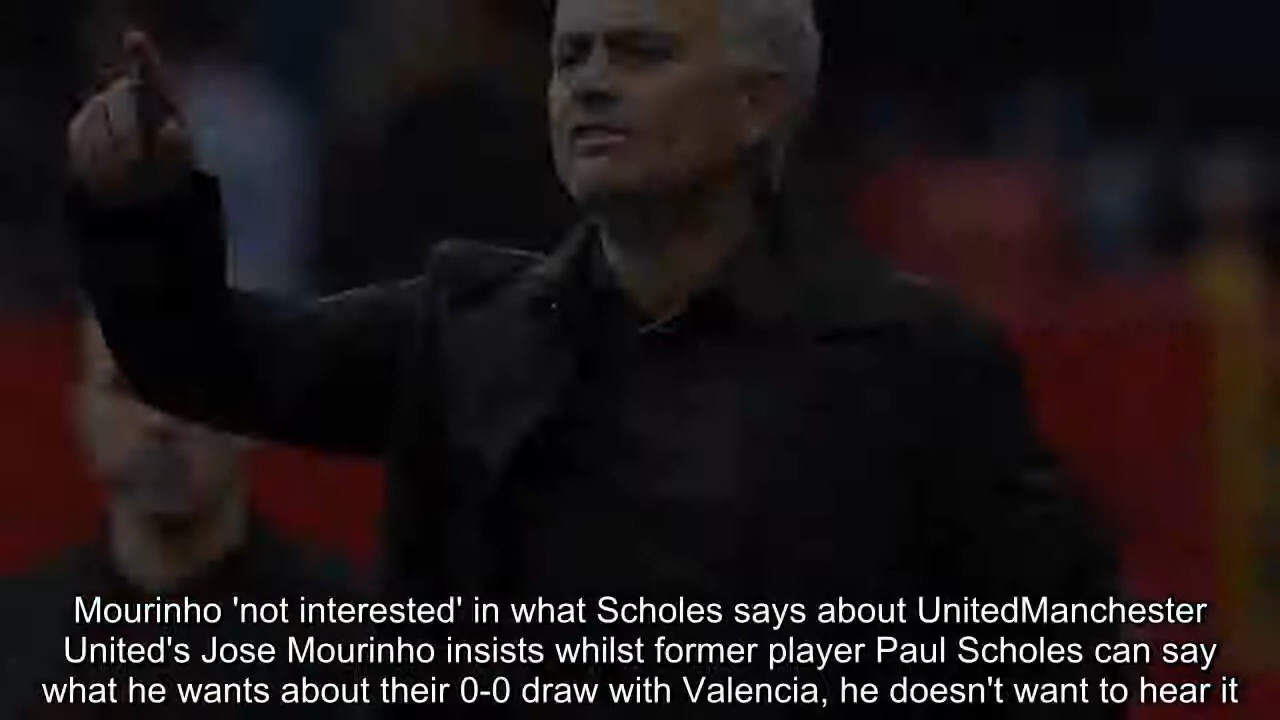 Mourinho 'not interested' in what Scholes says about UnitedManchester
United's Jose Mourinho insists whilst former player Paul Scholes can say
what he wants about their 0-0 draw with Valencia, he doesn't want to hear it